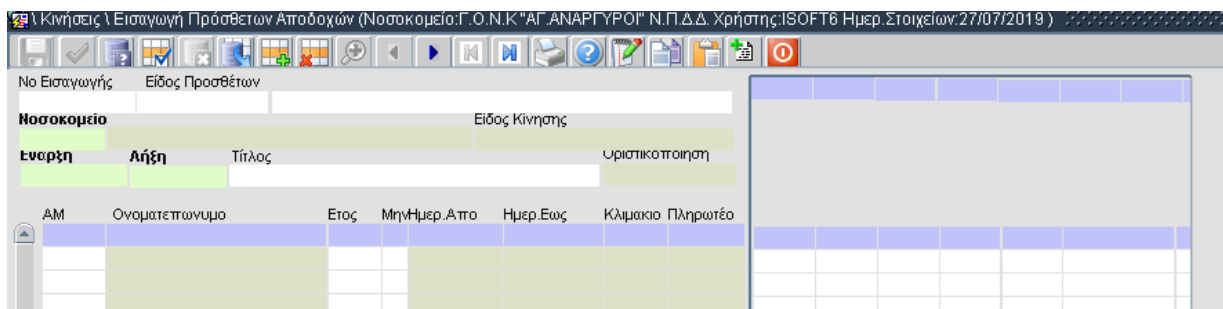 \ Κινήσεις \ Εισαγωγή Πρόσθετων Αποδοχών (Νοσοκομείο:Γ.Ο.Ν.Κ "ΑΓ.ΑΝΑΡΓΥΡΟΙ" Ν.Π.Δ.Δ. Χρήστης:ISOFT6 Ημερ.Στοιχείων:27/07/2019 )
Νο Εισαγωγής Είδος Προσθέτων
Νοσοκομείο Είδος Κίνησης
Εναρξη Λήξη Τίτλος Οριστικοποίηση
ΑΜ Ονοματεπωνυμο Ετος Μην Ημερ.Απο Ημερ.Εως Κλιμακιο Πληρωτέο